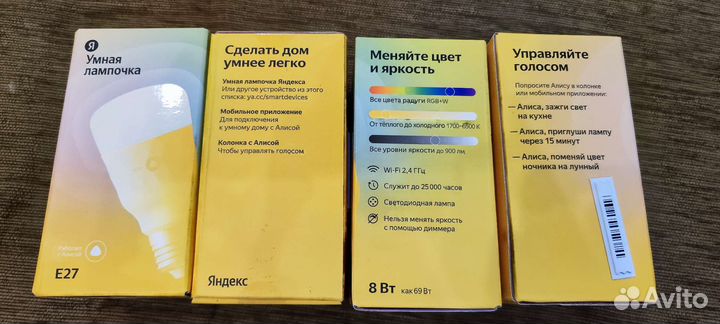 Я
Умная
лампочка
Работает
с Алисой
E27
Сделать дом
умнее легко
Умная лампочка Яндекса
Или другое устройство из этого
списка: ya.cc/smartdevices
Мобильное приложение
Для подключения
к умному дому с Алисой
Колонка с Алисой
Чтобы управлять голосом
Яндекс
Меняйте цвет
и яркость
Все цвета радуги RGB+W
От тёплого до холодного 1700–6500 K
Все уровни яркости до 900 лм
Wi-Fi 2,4 ГГц
Служит до 25 000 часов
Светодиодная лампа
Нельзя менять яркость
с помощью диммера
8 Вт как 69 Вт
Управляйте
голосом
Попросите Алису в колонке
или мобильном приложении:
— Алиса, зажги свет
на кухне
— Алиса, приглуши лампу
через 15 минут
— Алиса, поменяй цвет
ночника на лунный
Avito